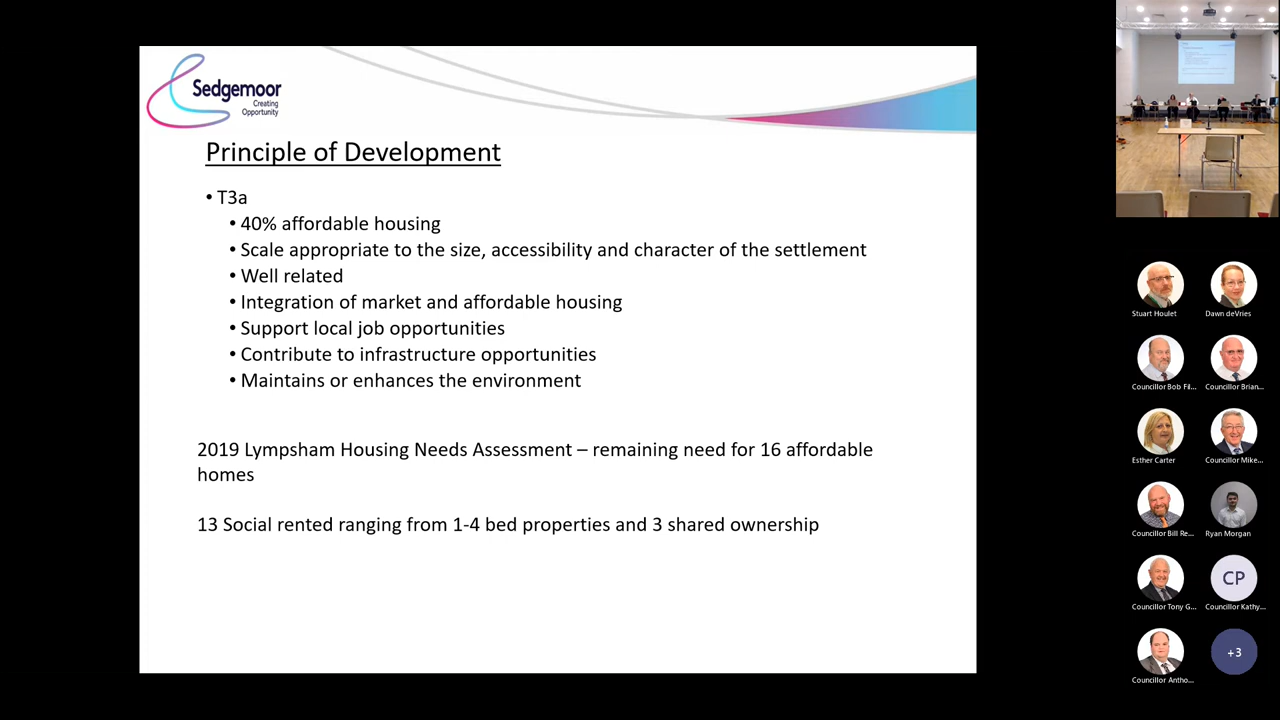 Sedgemoor
Creating
Opportunity
Principle of Development
• T3a
• 40% affordable housing
• Scale appropriate to the size, accessibility and character of the settlement
• Well related
• Integration of market and affordable housing
• Support local job opportunities
• Contribute to infrastructure opportunities
• Maintains or enhances the environment
2019 Lympsham Housing Needs Assessment – remaining need for 16 affordable
homes
13 Social rented ranging from 1-4 bed properties and 3 shared ownership
Stuart Houlet
Dawn deVries
Councillor Bob Fil...
Councillor Brian...
Esther Carter
Councillor Mike...
Councillor Bill Re...
Ryan Morgan
Councillor Tony G...
CP
Councillor Kathy...
Councillor Antho...
+3